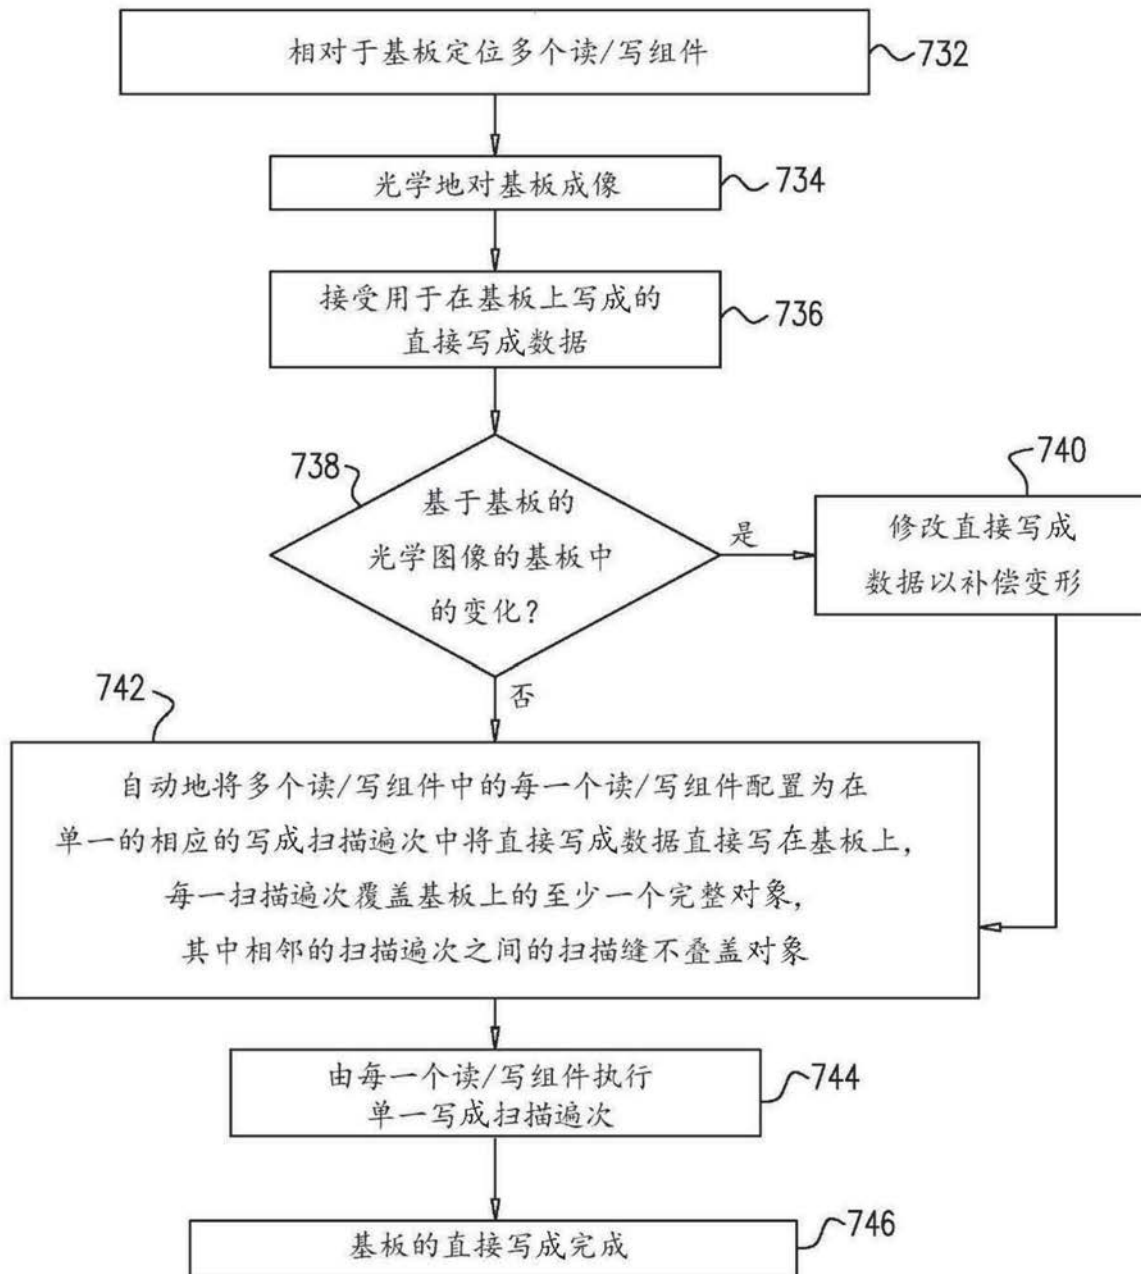 相对于基板定位多个读/写组件
732
光学地对基板成像
734
接受用于在基板上写成的
直接写成数据
736
738
基于基板的
光学图像的基板中
的变化?
是
740
修改直接写成
数据以补偿变形
否
742
自动地将多个读/写组件中的每一个读/写组件配置为在
单一的相应的写成扫描遍次中将直接写成数据直接写在基板上,
每一扫描遍次覆盖基板上的至少一个完整对象,
其中相邻的扫描遍次之间的扫描缝不叠盖对象
由每一个读/写组件执行
单一写成扫描遍次
744
基板的直接写成完成
746